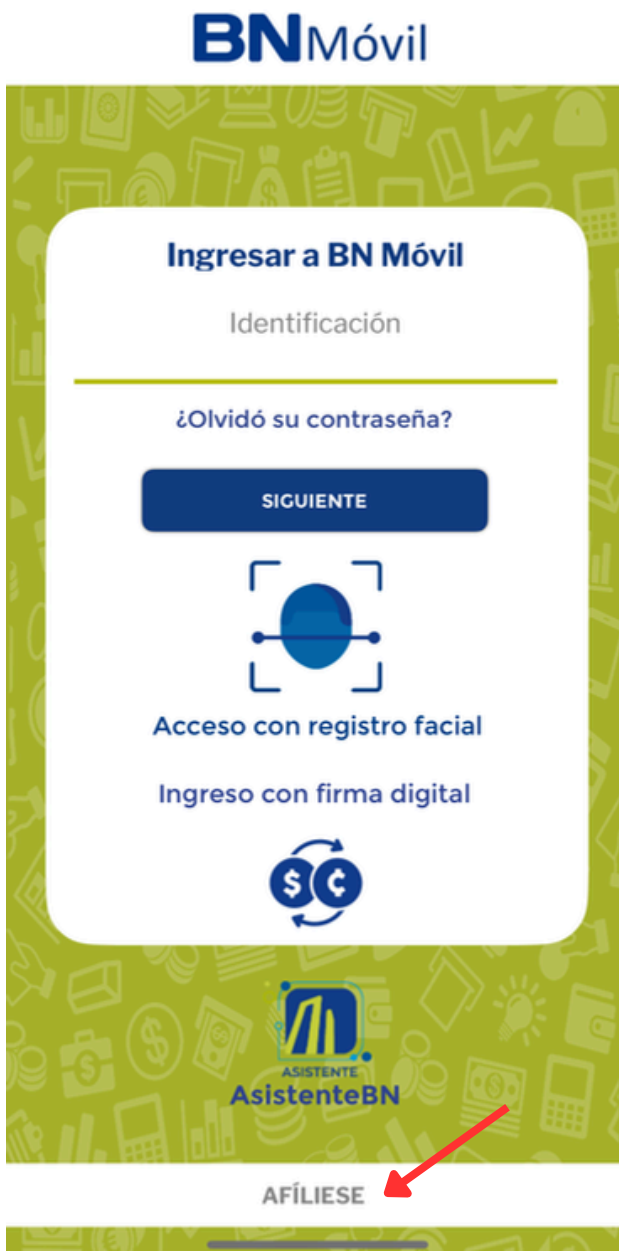 BNMóvil
Ingresar a BN Móvil
Identificación
¿Olvidó su contraseña?
SIGUIENTE
Acceso con registro facial
Ingreso con firma digital
$ ₡
ASISTENTE
AsistenteBN
AFÍLIESE